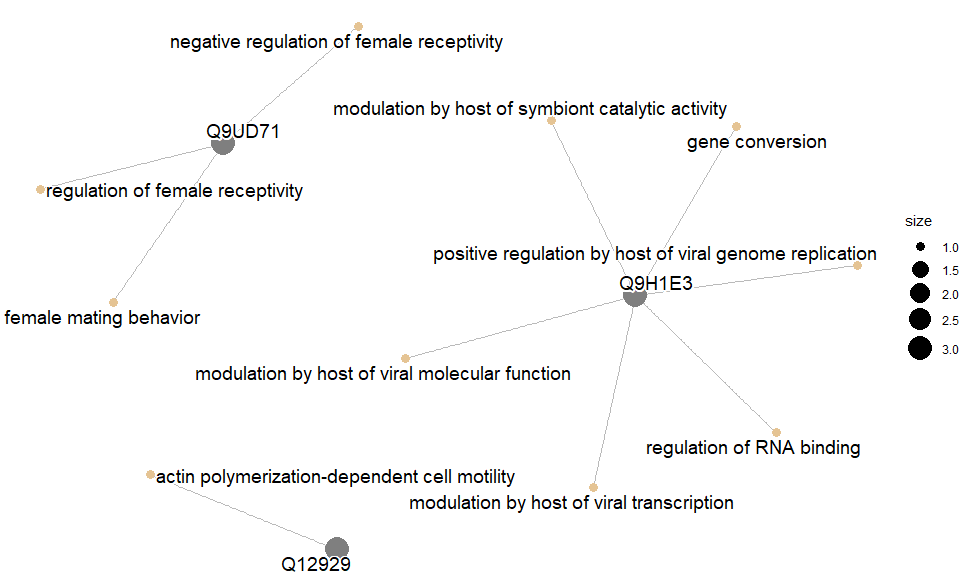 negative regulation of female receptivity
modulation by host of symbiont catalytic activity
Q9UD71
gene conversion
regulation of female receptivity
size
1.0
positive regulation by host of viral genome replication
1.5
Q9H1E3
2.0
female mating behavior
2.5
3.0
modulation by host of viral molecular function
regulation of RNA binding
actin polymerization-dependent cell motility
modulation by host of viral transcription
Q12929